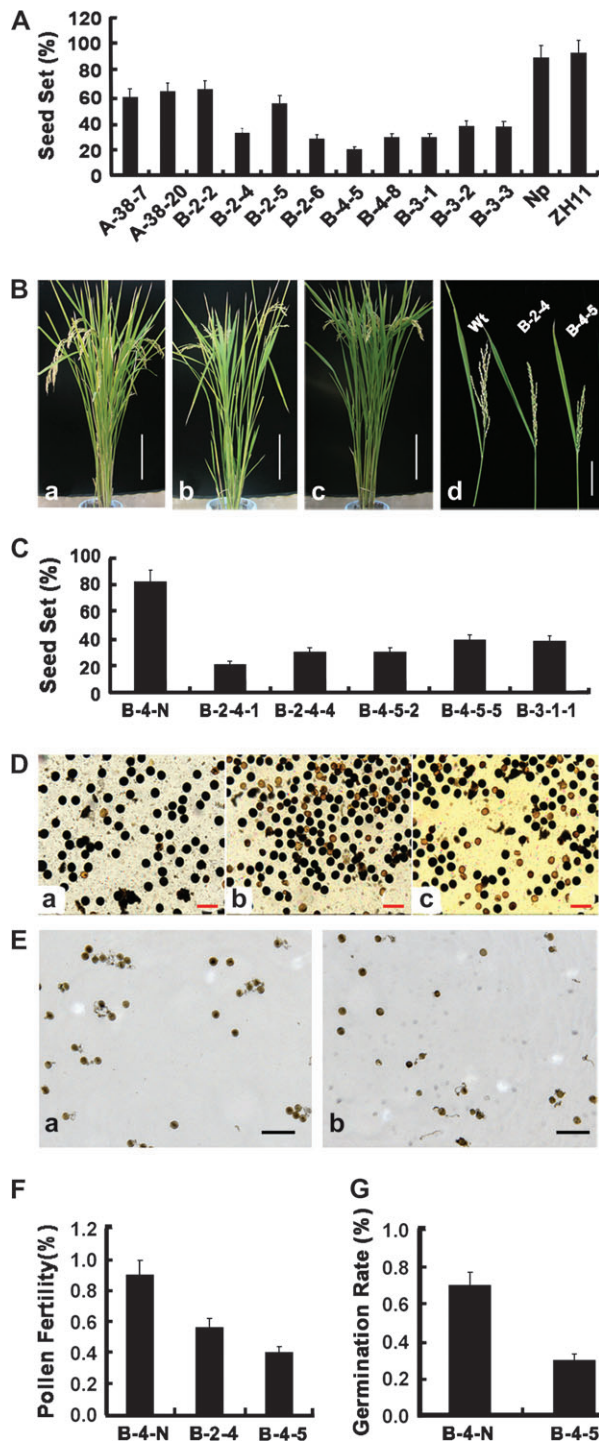 A
Seed Set (%)
120
100
80
60
40
20
0
A-38-7
A-38-20
B-2-2
B-2-4
B-2-5
B-2-6
B-4-5
B-4-8
B-3-1
B-3-2
B-3-3
Np
ZH11
B
a
b
c
d
Wt
B-2-4
B-4-5
C
Seed Set (%)
100
80
60
40
20
0
B-4-N
B-2-4-1
B-2-4-4
B-4-5-2
B-4-5-5
B-3-1-1
D
a
b
c
E
a
b
F
Pollen Fertility(%)
1.2
1.0
0.8
0.6
0.4
0.2
0.0
B-4-N
B-2-4
B-4-5
G
Germination Rate (%)
1.0
0.8
0.6
0.4
0.2
0.0
B-4-N
B-4-5